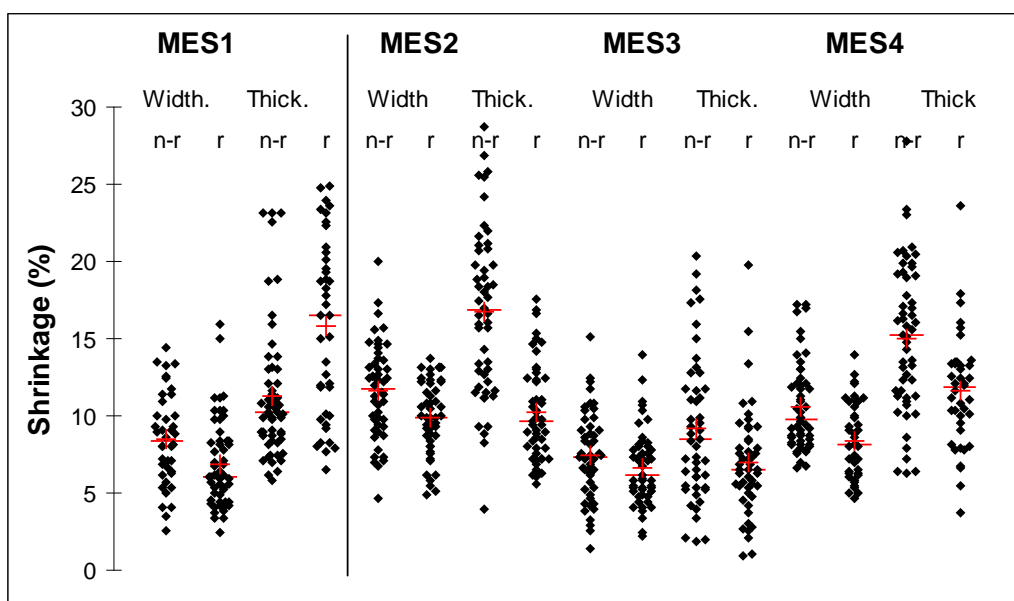 MES1 MES2 MES3 MES4
Width. Thick. Width Thick. Width Thick. Width Thick
n-r r n-r r n-r r n-r r n-r r n-r r n-r r n-r r
Shrinkage (%)
30
25
20
15
10
5
0